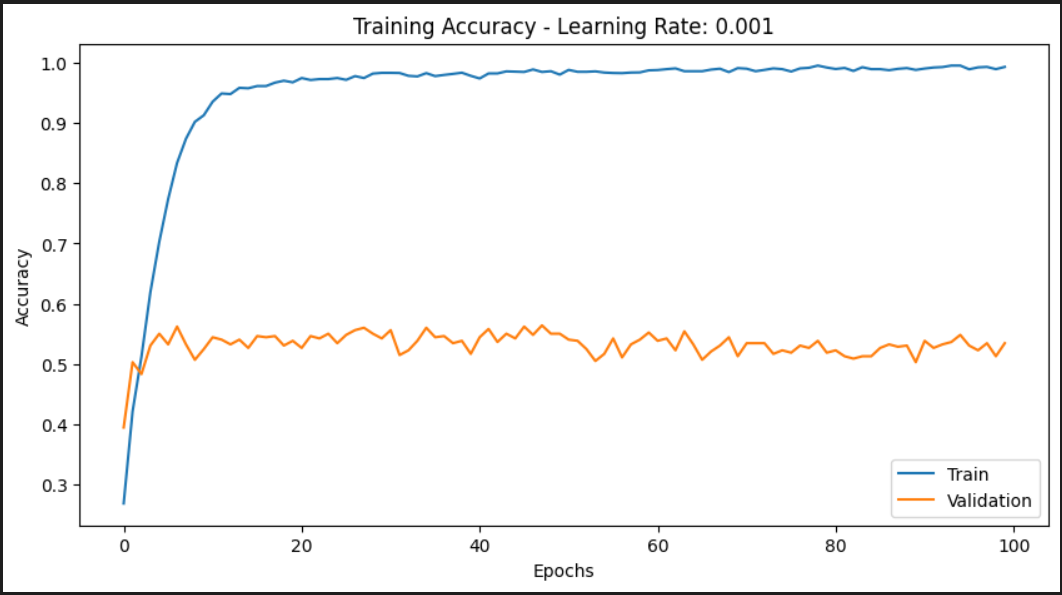 Training Accuracy - Learning Rate: 0.001
1.0
0.9
0.8
0.7
0.6
0.5
0.4
0.3
Accuracy
0 20 40 60 80 100
Epochs
Train
Validation